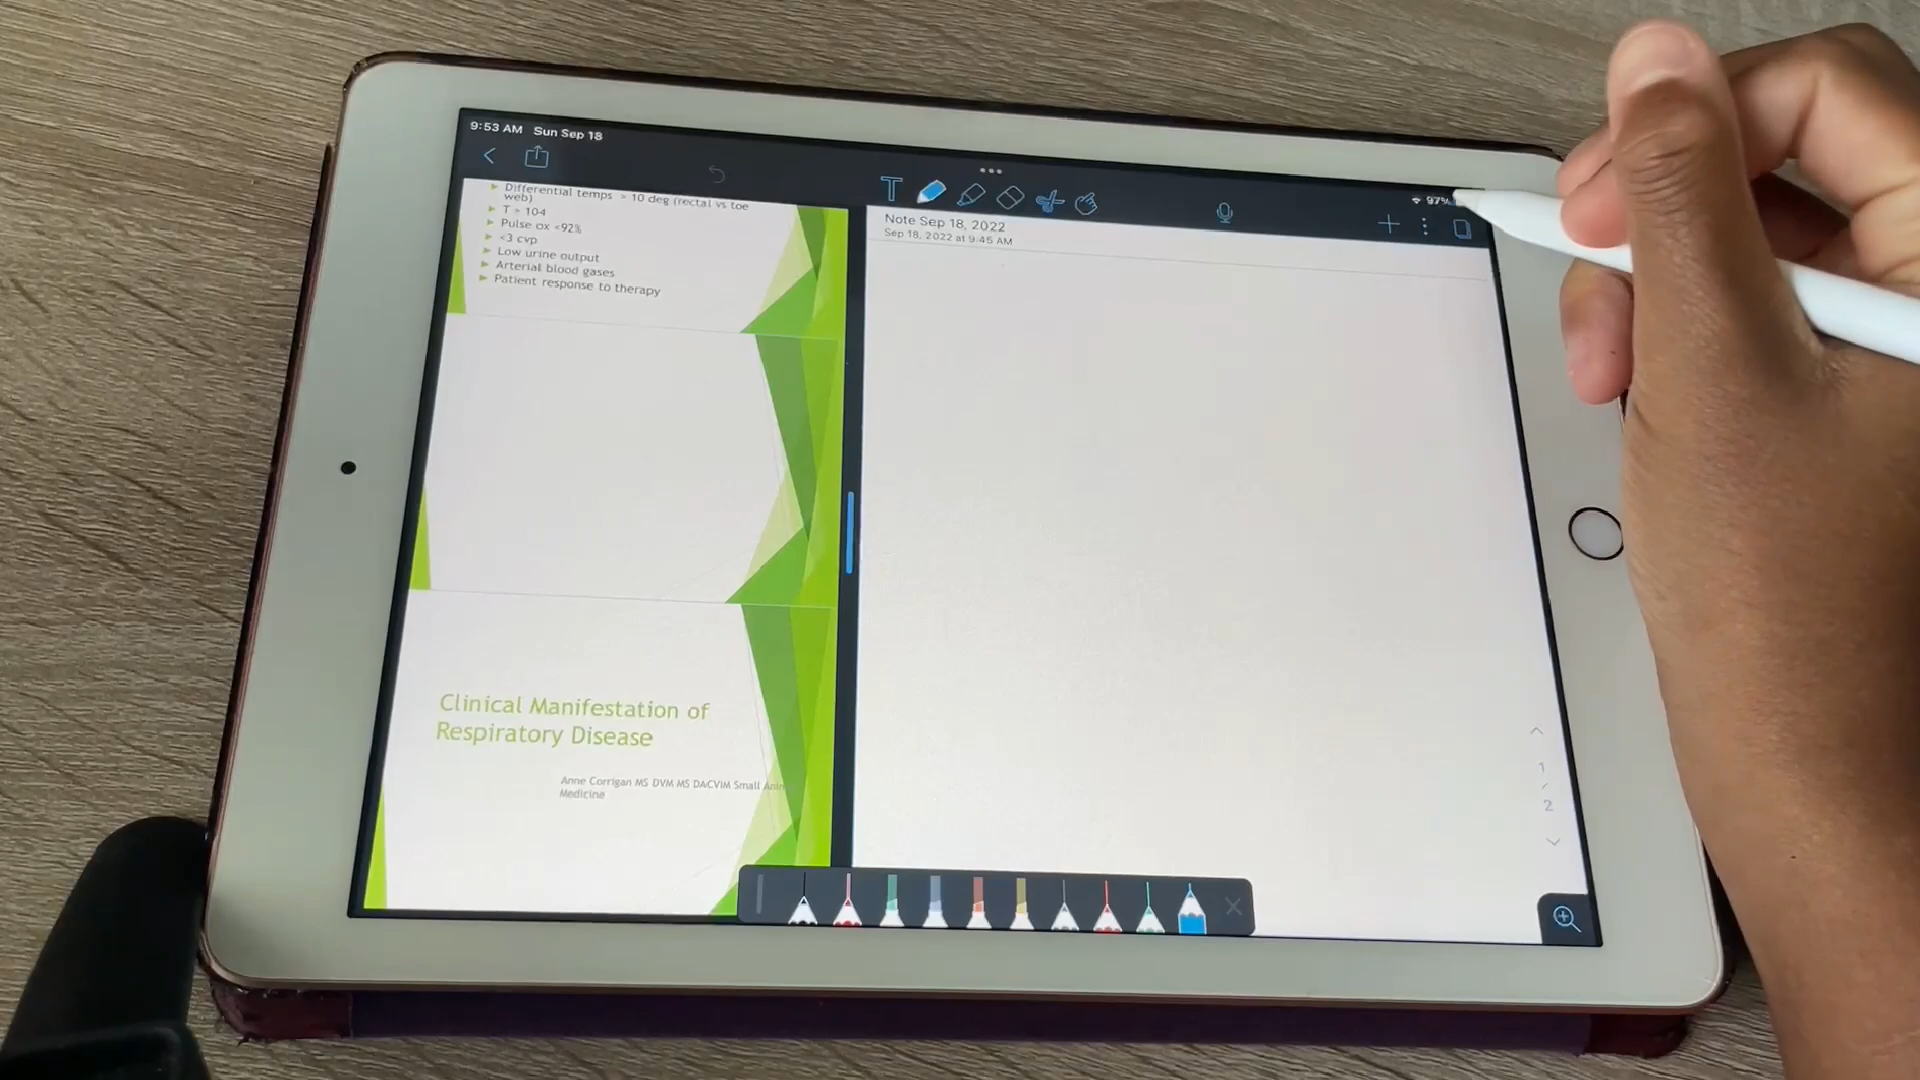 9:53 AM Sun Sep 18
97%
Differential temps > 10 deg (rectal vs toe
web)
T > 104
Pulse ox <92%
<3 cvp
Low urine output
Arterial blood gases
Patient response to therapy
Clinical Manifestation of
Respiratory Disease
Anne Corrigan MS DVM MS DACVIM Small
Medicine
T
Note Sep 18, 2022
Sep 18, 2022 at 9:45 AM
1
/
2